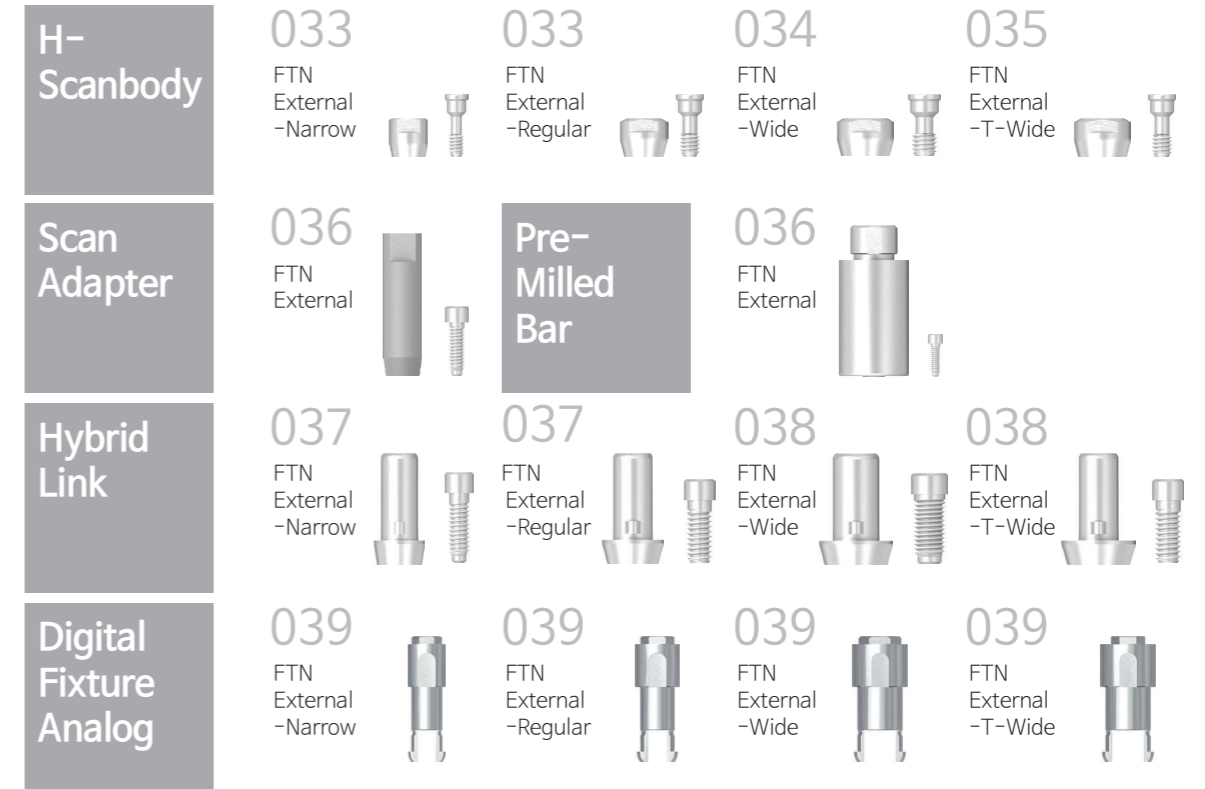 H-
Scanbody
033
FTN
External
-Narrow
033
FTN
External
-Regular
034
FTN
External
-Wide
035
FTN
External
-T-Wide
Scan
Adapter
036
FTN
External
Pre-
Milled
Bar
036
FTN
External
Hybrid
Link
037
FTN
External
-Narrow
037
FTN
External
-Regular
038
FTN
External
-Wide
038
FTN
External
-T-Wide
Digital
Fixture
Analog
039
FTN
External
-Narrow
039
FTN
External
-Regular
039
FTN
External
-Wide
039
FTN
External
-T-Wide